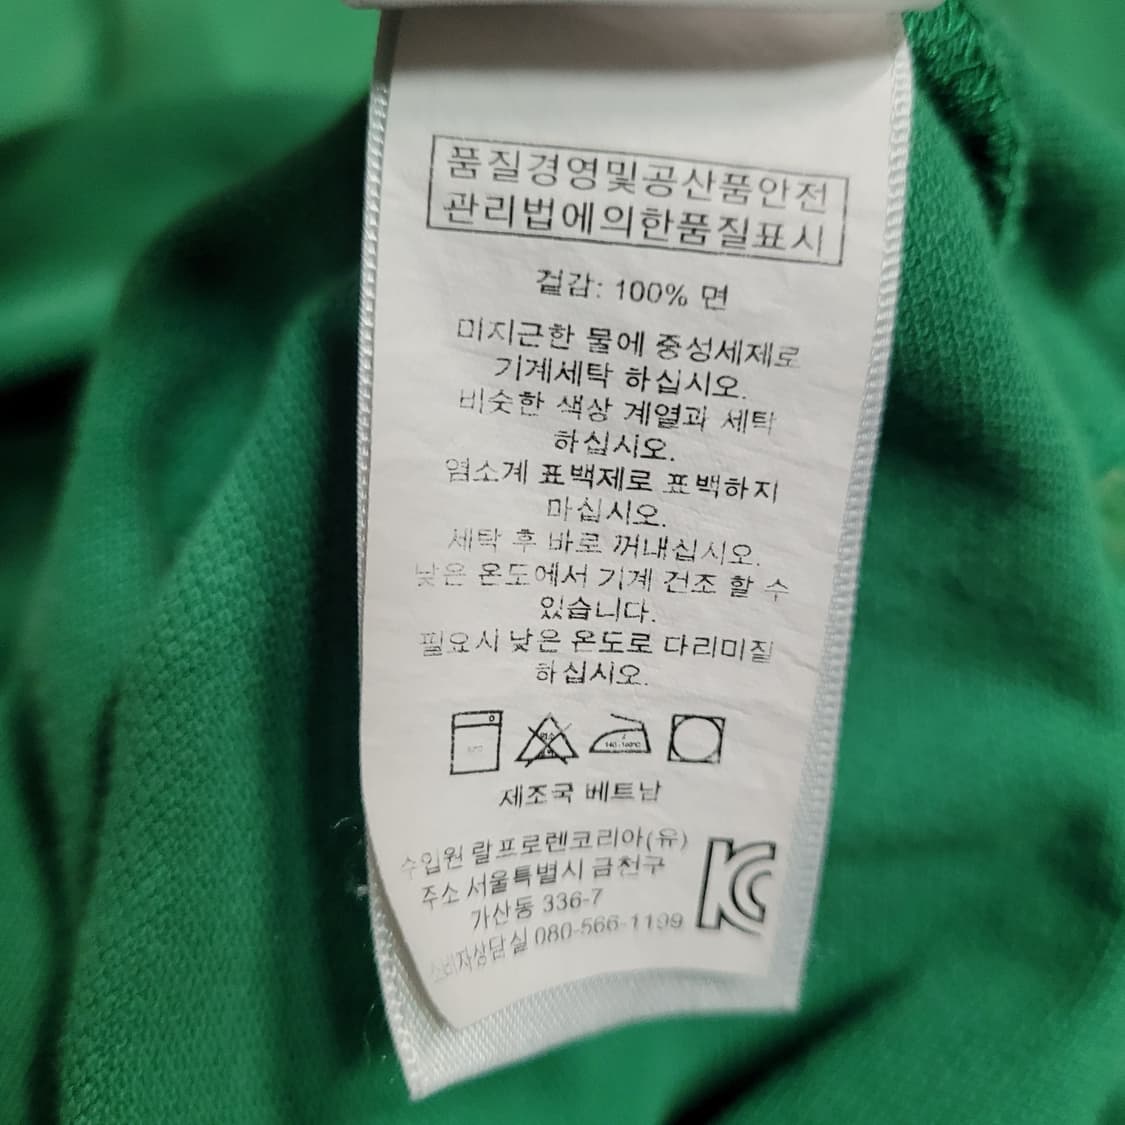 품질경영및공산품안전
관리법에의한품질표시
겉감: 100% 면
미지근한 물에 중성세제로
기계세탁 하십시오.
비슷한 색상 계열과 세탁
하십시오.
염소계 표백제로 표백하지
마십시오.
세탁 후 바로 꺼내십시오.
낮은 온도에서 기계 건조 할 수
있습니다.
필요시 낮은 온도로 다리미질
하십시오.
제조국 베트남
수입원 랄프로렌코리아(유)
주소 서울특별시 금천구
가산동 336-7
소비자상담실 080-566-1199